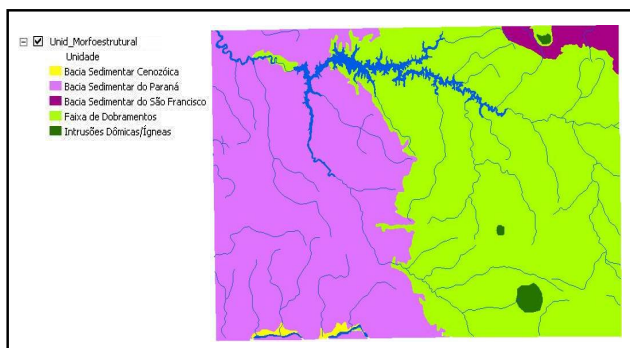 Unid_Morfoestrutural
Unidade
Bacia Sedimentar Cenozóica
Bacia Sedimentar do Paraná
Bacia Sedimentar do São Francisco
Faixa de Dobramentos
Intrusões Dômicas/Ígneas